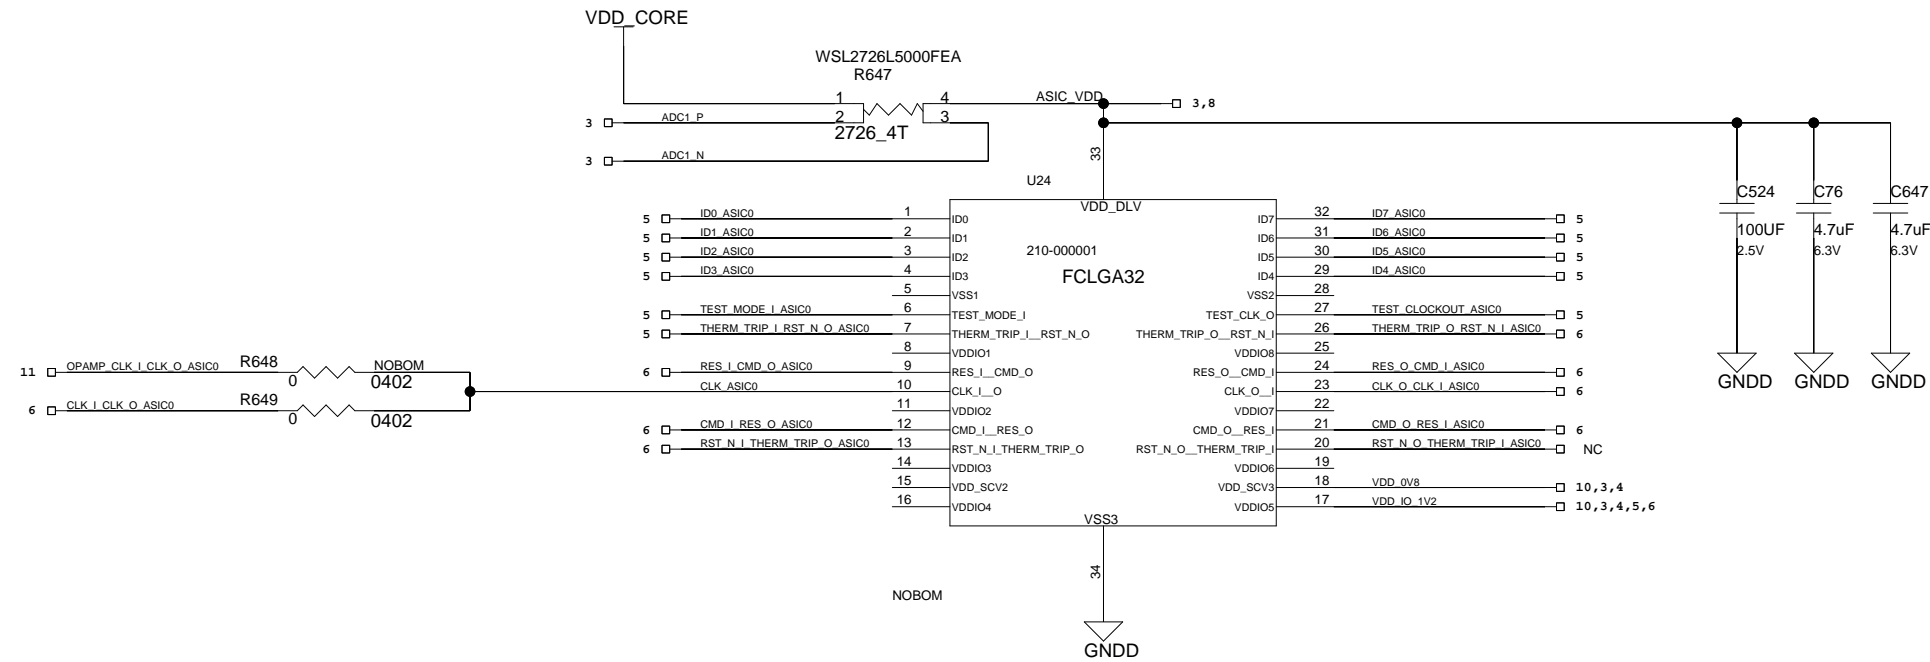 VDD_CORE
WSL2726L5000FEA
R647
1 4 ASIC_VDD 3,8
3 ADC1_P 2 3
2726_4T
3 ADC1_N
33
U24
VDD_DLV
210-000001
FCLGA32
5 ID0_ASIC0 1 ID0 ID7 32 ID7_ASIC0 5
5 ID1_ASIC0 2 ID1 ID6 31 ID6_ASIC0 5
5 ID2_ASIC0 3 ID2 ID5 30 ID5_ASIC0 5
5 ID3_ASIC0 4 ID3 ID4 29 ID4_ASIC0 5
5 VSS1 VSS2 28
5 TEST_MODE_I_ASIC0 6 TEST_MODE_I TEST_CLK_O 27 TEST_CLOCKOUT_ASIC0 5
5 THERM_TRIP_I_RST_N_O_ASIC0 7 THERM_TRIP_I__RST_N_O THERM_TRIP_O__RST_N_I 26 THERM_TRIP_O_RST_N_I_ASIC0 6
8 VDDIO1 VDDIO8 25
6 RES_I_CMD_O_ASIC0 9 RES_I__CMD_O RES_O__CMD_I 24 RES_O_CMD_I_ASIC0 6
CLK_ASIC0 10 CLK_I__O CLK_O__I 23 CLK_O_CLK_I_ASIC0 6
11 VDDIO2 VDDIO7 22
6 CMD_I_RES_O_ASIC0 12 CMD_I__RES_O CMD_O__RES_I 21 CMD_O_RES_I_ASIC0 6
6 RST_N_I_THERM_TRIP_O_ASIC0 13 RST_N_I_THERM_TRIP_O RST_N_O__THERM_TRIP_I 20 RST_N_O_THERM_TRIP_I_ASIC0 NC
14 VDDIO3 VDDIO6 19
15 VDD_SCV2 VDD_SCV3 18 VDD_0V8 10,3,4
16 VDDIO4 VDDIO5 17 VDD_IO_1V2 10,3,4,5,6
VSS3
34
GNDD
NOBOM
11 OPAMP_CLK_I_CLK_O_ASIC0 R648 NOBOM
0 0402
6 CLK_I_CLK_O_ASIC0 R649
0 0402
C524 C76 C647
100UF 4.7uF 4.7uF
2.5V 6.3V 6.3V
GNDD GNDD GNDD